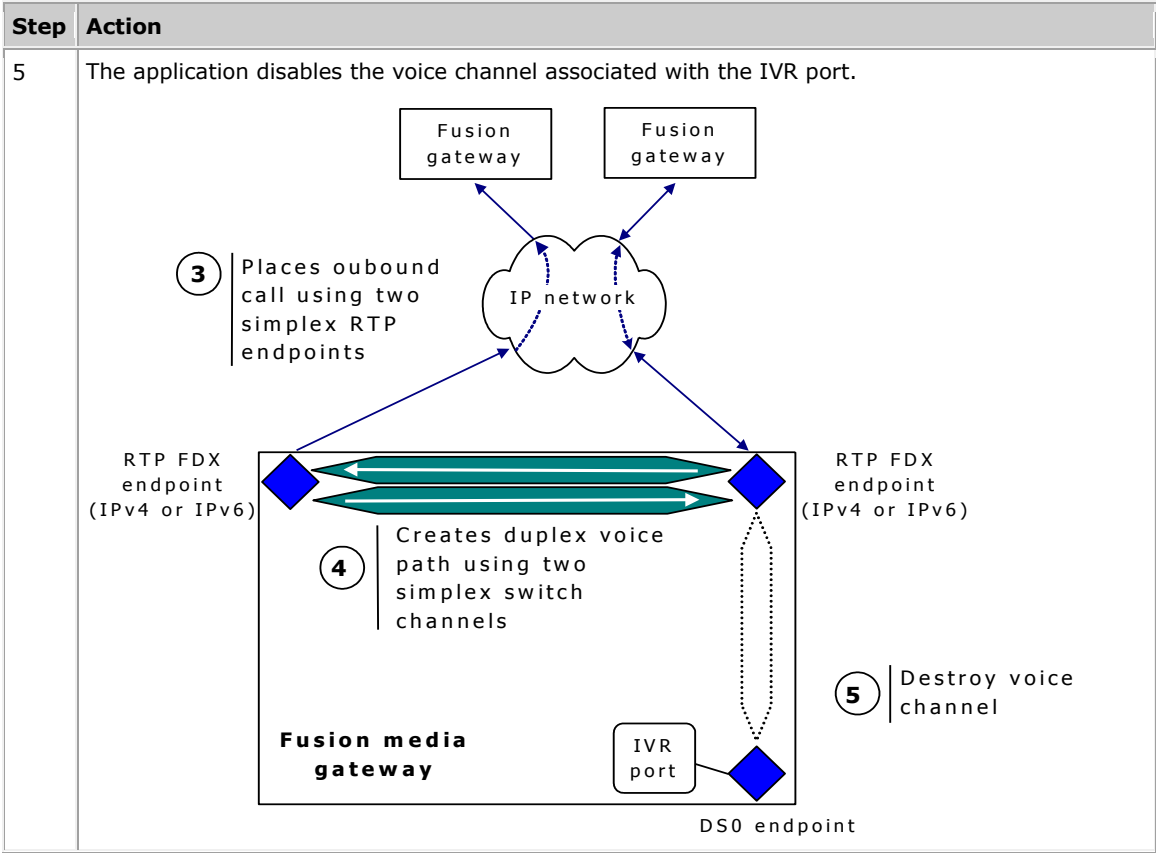 Step Action
5 The application disables the voice channel associated with the IVR port.
Fusion
gateway
Fusion
gateway
3
Places oubound
call using two
simplex RTP
endpoints
IP network
RTP FDX
endpoint
(IPv4 or IPv6)
RTP FDX
endpoint
(IPv4 or IPv6)
4
Creates duplex voice
path using two
simplex switch
channels
5
Destroy voice
channel
Fusion media
gateway
IVR
port
DS0 endpoint